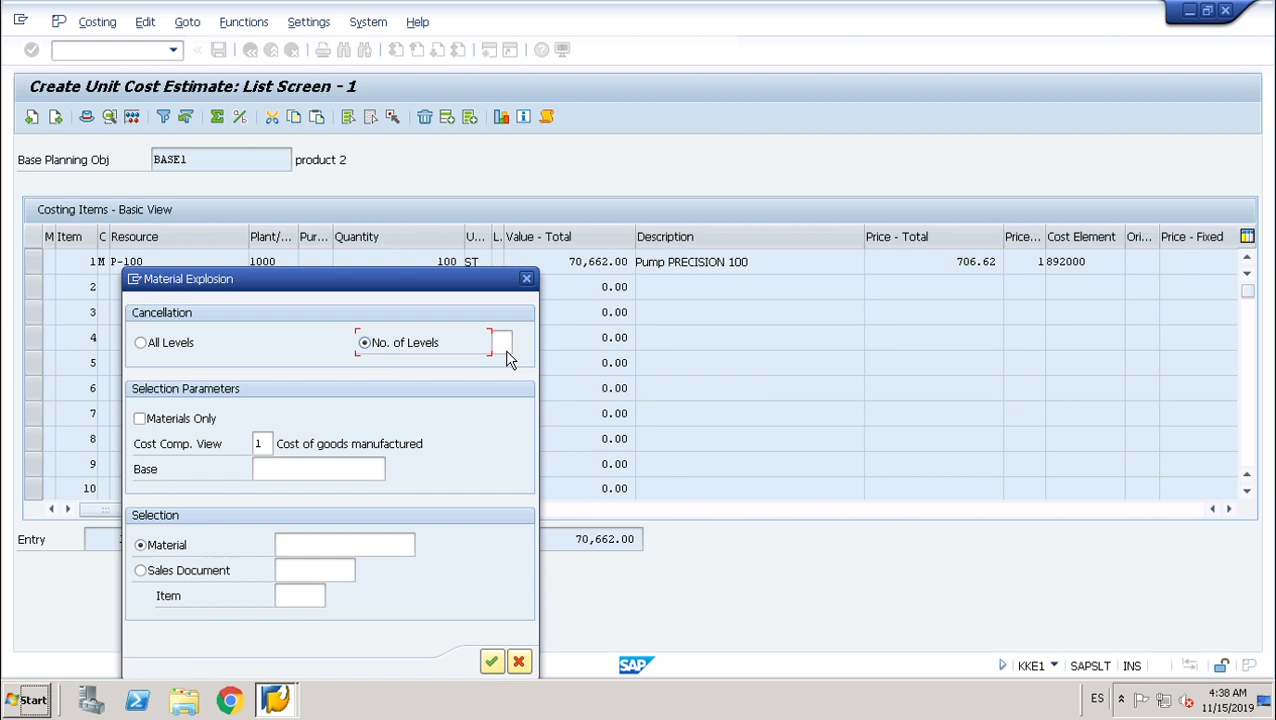 Costing Edit Goto Functions Settings System Help
Create Unit Cost Estimate: List Screen - 1
Base Planning Obj BASE1 product 2
Costing Items - Basic View
M Item C Resource Plant/... Pur... Quantity U... L. Value - Total Description Price - Total Price... Cost Element Ori... Price - Fixed
1 M P-100 1000 100 ST 70,662.00 Pump PRECISION 100 706.62 1 892000
2 0.00
3 0.00
4 0.00
5 0.00
6 0.00
7 0.00
8 0.00
9 0.00
10 0.00
Entry 70,662.00
Material Explosion
Cancellation
All Levels No. of Levels
Selection Parameters
Materials Only
Cost Comp. View 1 Cost of goods manufactured
Base
Selection
Material
Sales Document
Item
SAP KKE1 SAPSLT INS
Start ES 4:38 AM
11/15/2019